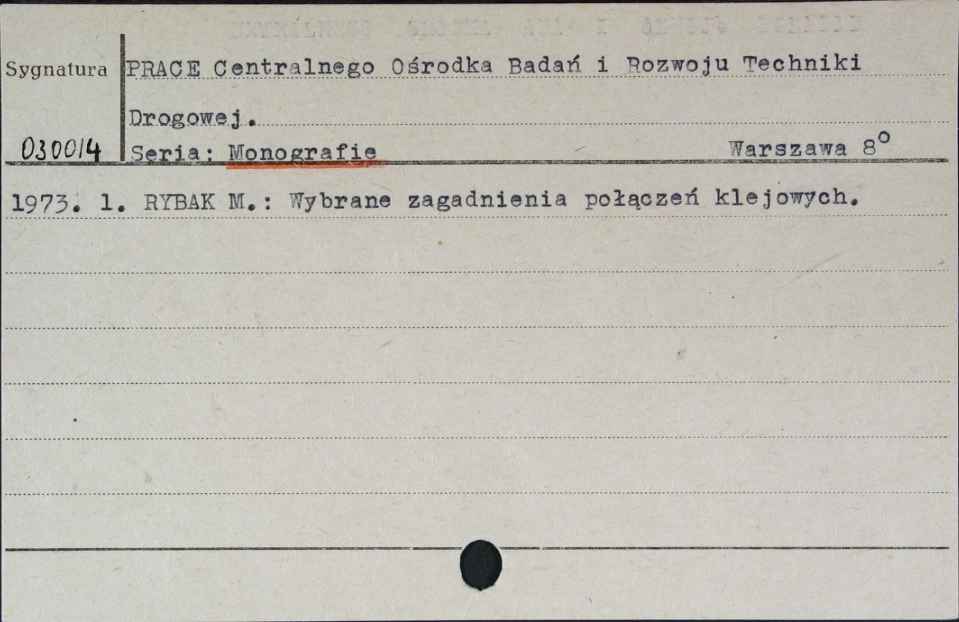 Sygnatura
PRACE Centralnego Ośrodka Badań i Rozwoju Techniki
Drogowej.
030014
Seria: Monografie Warszawa 8°
1973. 1. RYBAK M.: Wybrane zagadnienia połączeń klejowych.